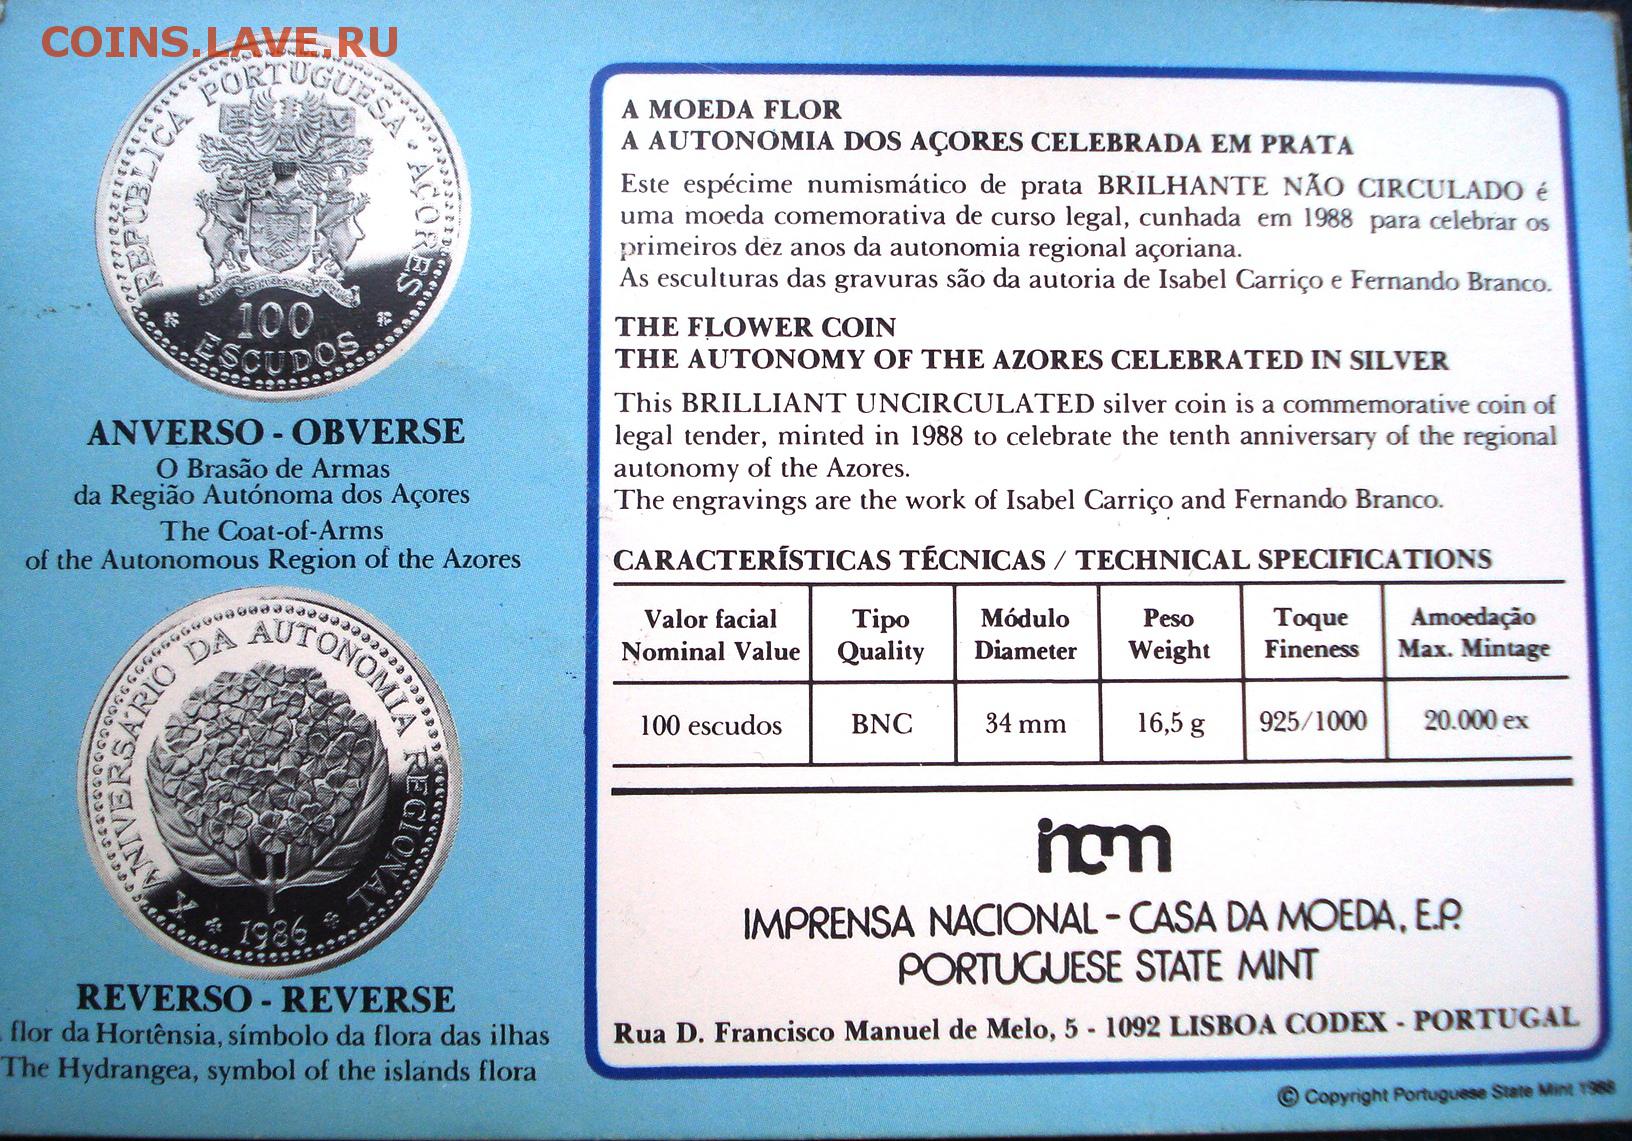 COINS.LAVE.RU
REPÚBLICA PORTUGUESA · AÇORES
100
ESCUDOS
ANVERSO - OBVERSE
O Brasão de Armas
da Região Autónoma dos Açores
The Coat-of-Arms
of the Autonomous Region of the Azores
X ANIVERSÁRIO DA AUTONOMIA REGIONAL
1986
REVERSO - REVERSE
flor da Hortênsia, símbolo da flora das ilhas
The Hydrangea, symbol of the islands flora
A MOEDA FLOR
A AUTONOMIA DOS AÇORES CELEBRADA EM PRATA
Este espécime numismático de prata BRILHANTE NÃO CIRCULADO é
uma moeda comemorativa de curso legal, cunhada em 1988 para celebrar os
primeiros dez anos da autonomia regional açoriana.
As esculturas das gravuras são da autoria de Isabel Carriço e Fernando Branco.
THE FLOWER COIN
THE AUTONOMY OF THE AZORES CELEBRATED IN SILVER
This BRILLIANT UNCIRCULATED silver coin is a commemorative coin of
legal tender, minted in 1988 to celebrate the tenth anniversary of the regional
autonomy of the Azores.
The engravings are the work of Isabel Carriço and Fernando Branco.
CARACTERÍSTICAS TÉCNICAS / TECHNICAL SPECIFICATIONS
Valor facial Tipo Módulo Peso Toque Amoedação
Nominal Value Quality Diameter Weight Fineness Max. Mintage
100 escudos BNC 34 mm 16,5 g 925/1000 20.000 ex
incm
IMPRENSA NACIONAL - CASA DA MOEDA, E.P.
PORTUGUESE STATE MINT
Rua D. Francisco Manuel de Melo, 5 - 1092 LISBOA CODEX - PORTUGAL
© Copyright Portuguese State Mint 1988